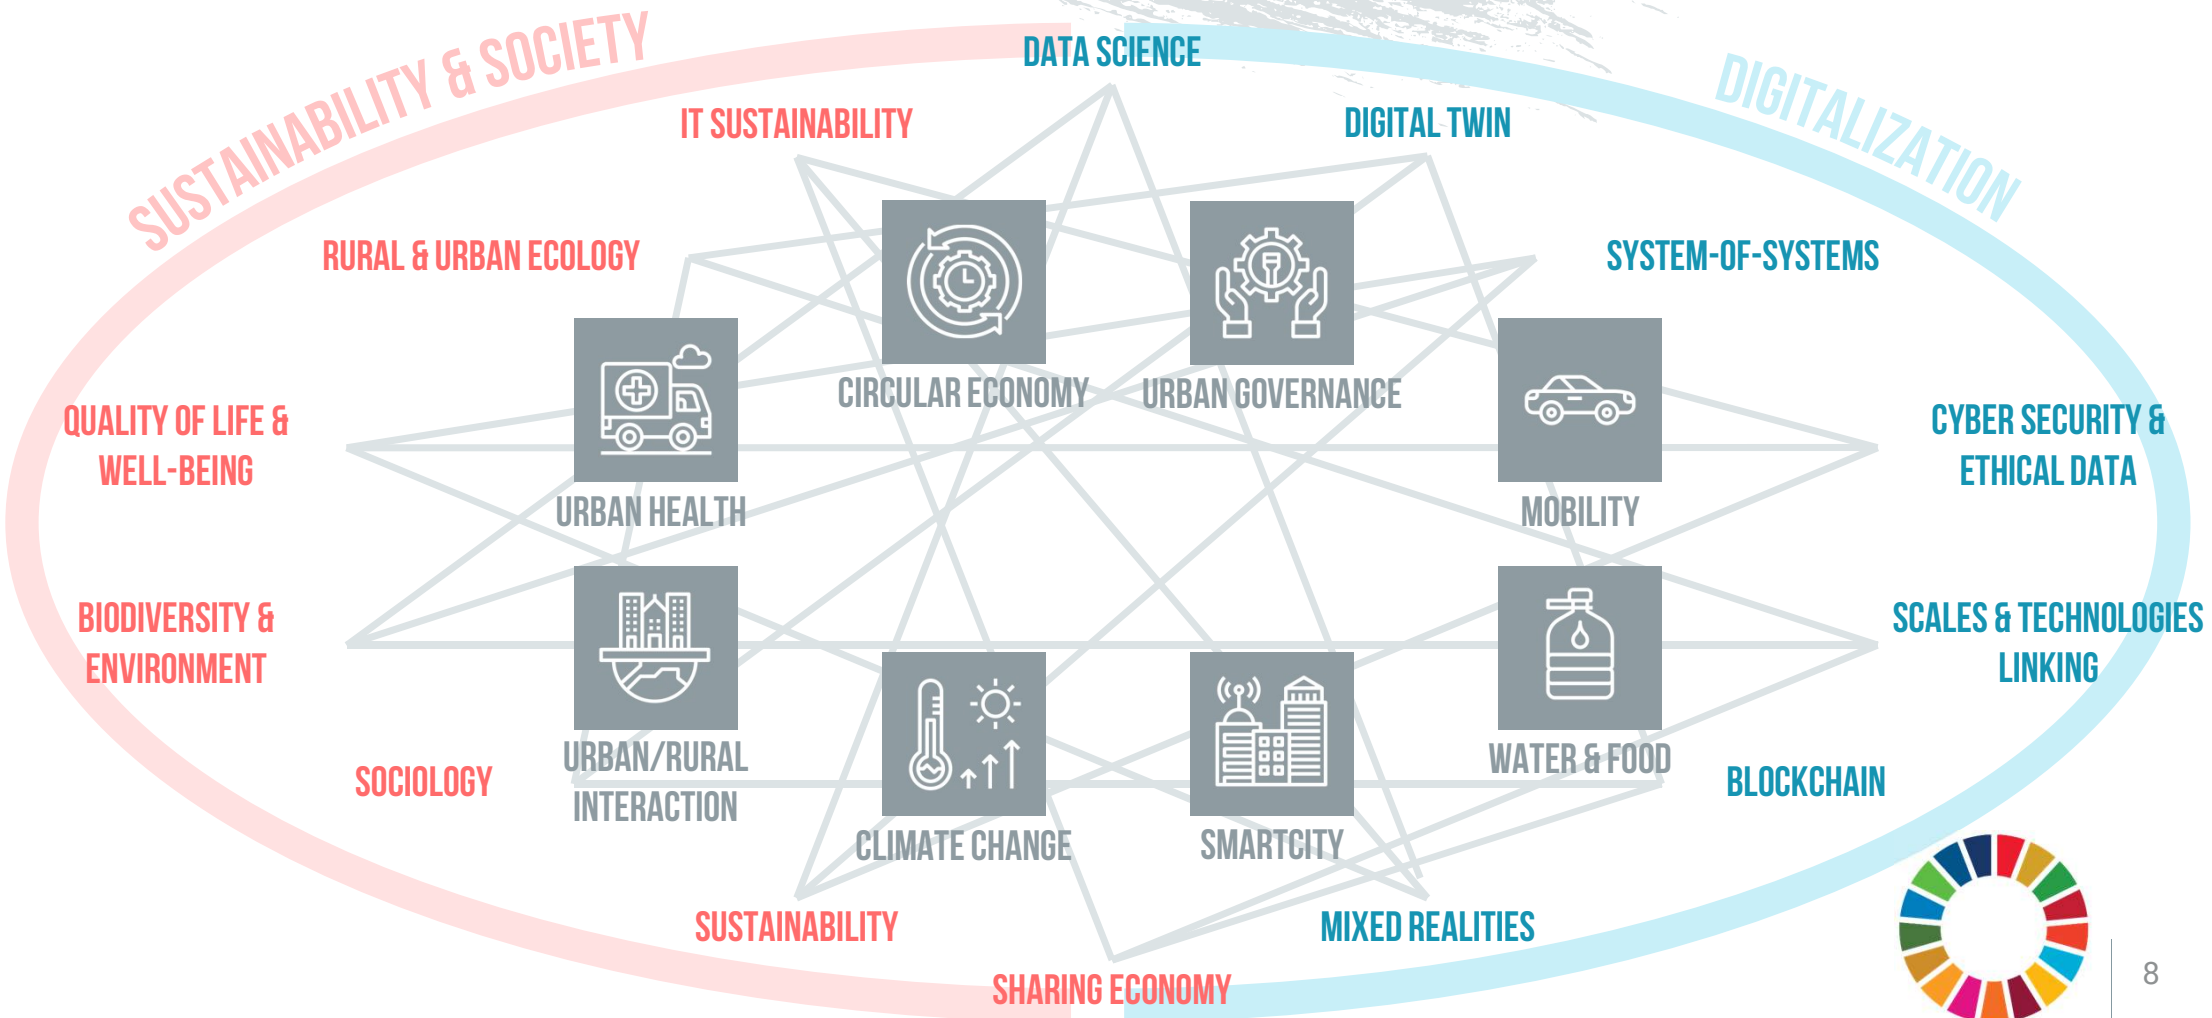 SUSTAINABILITY & SOCIETY
DIGITALIZATION
DATA SCIENCE
IT SUSTAINABILITY
DIGITAL TWIN
RURAL & URBAN ECOLOGY
SYSTEM-OF-SYSTEMS
CIRCULAR ECONOMY
URBAN GOVERNANCE
QUALITY OF LIFE &
WELL-BEING
CYBER SECURITY &
ETHICAL DATA
URBAN HEALTH
MOBILITY
BIODIVERSITY &
ENVIRONMENT
SCALES & TECHNOLOGIES
LINKING
URBAN/RURAL
INTERACTION
WATER & FOOD
SOCIOLOGY
BLOCKCHAIN
CLIMATE CHANGE
SMARTCITY
SUSTAINABILITY
MIXED REALITIES
SHARING ECONOMY
8